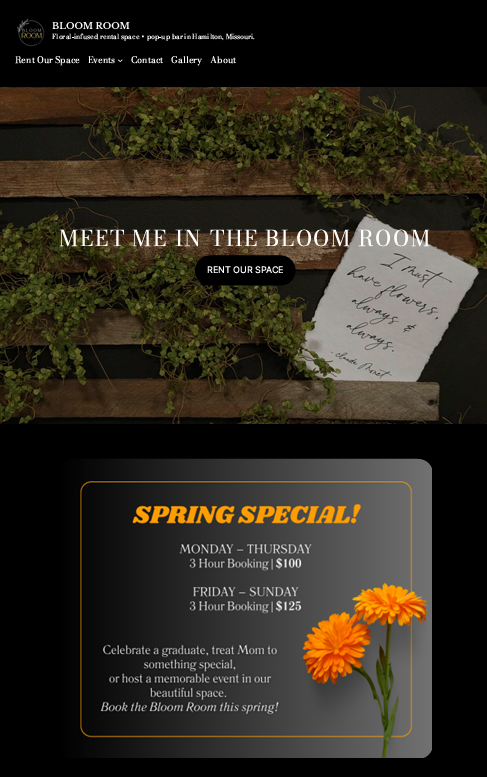 BLOOM ROOM
BLOOM ROOM
Floral-infused rental space • pop-up bar in Hamilton, Missouri.
Rent Our Space Events Contact Gallery About
MEET ME IN THE BLOOM ROOM
RENT OUR SPACE
I must
have flowers,
always &
always.
- Claude Monet
SPRING SPECIAL!
MONDAY – THURSDAY
3 Hour Booking | $100
FRIDAY – SUNDAY
3 Hour Booking | $125
Celebrate a graduate, treat Mom to
something special,
or host a memorable event in our
beautiful space.
Book the Bloom Room this spring!